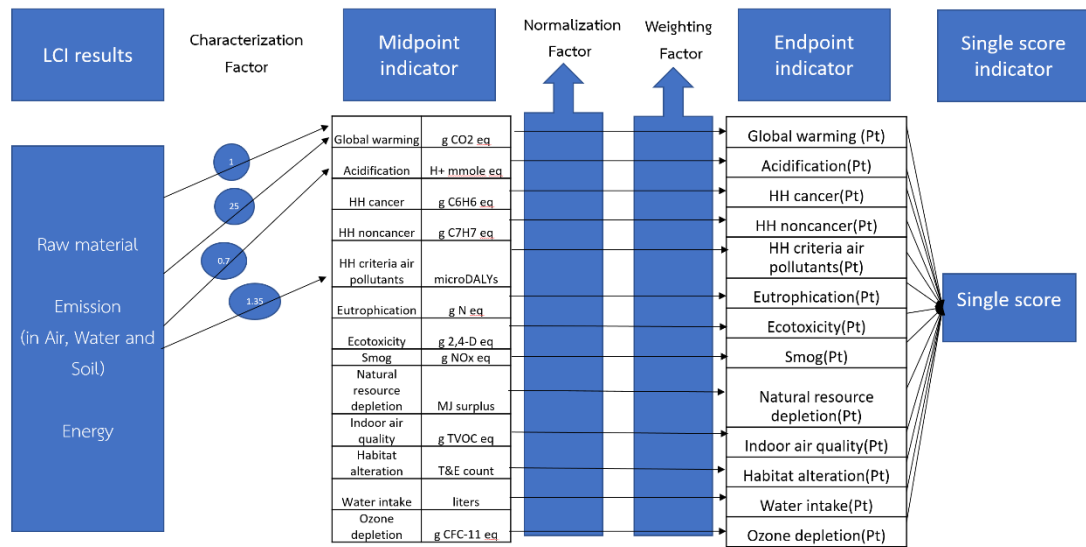 LCI results
Characterization
Factor
Midpoint
indicator
Normalization
Factor
Weighting
Factor
Endpoint
indicator
Single score
indicator
Raw material
Emission
(in Air, Water and
Soil)
Energy
1
25
0.7
1.35
Global warming g CO2 eq
Acidification H+ mmole eq
HH cancer g C6H6 eq
HH noncancer g C7H7 eq
HH criteria air
pollutants microDALYs
Eutrophication g N eq
Ecotoxicity g 2,4-D eq
Smog g NOx eq
Natural
resource
depletion MJ surplus
Indoor air
quality g TVOC eq
Habitat
alteration T&E count
Water intake liters
Ozone
depletion g CFC-11 eq
Global warming (Pt)
Acidification(Pt)
HH cancer(Pt)
HH noncancer(Pt)
HH criteria air
pollutants(Pt)
Eutrophication(Pt)
Ecotoxicity(Pt)
Smog(Pt)
Natural resource
depletion(Pt)
Indoor air quality(Pt)
Habitat alteration(Pt)
Water intake(Pt)
Ozone depletion(Pt)
Single score